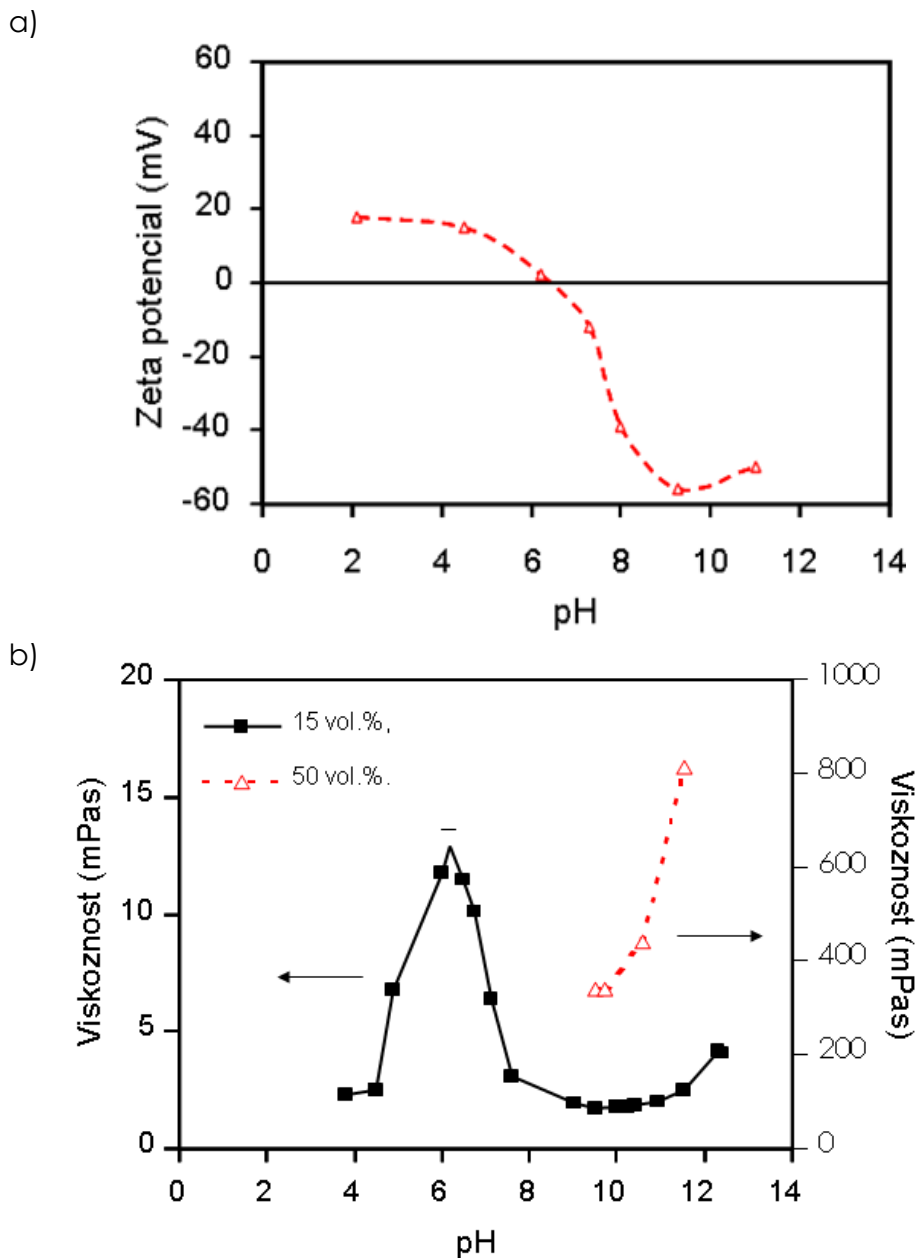 a)
Zeta potencial (mV)
60
40
20
0
-20
-40
-60
0 2 4 6 8 10 12 14
pH
b)
Viskoznost (mPas)
20
15
10
5
0
15 vol.%,
50 vol.%.
1000
800
600
400
200
0
Viskoznost (mPas)
0 2 4 6 8 10 12 14
pH